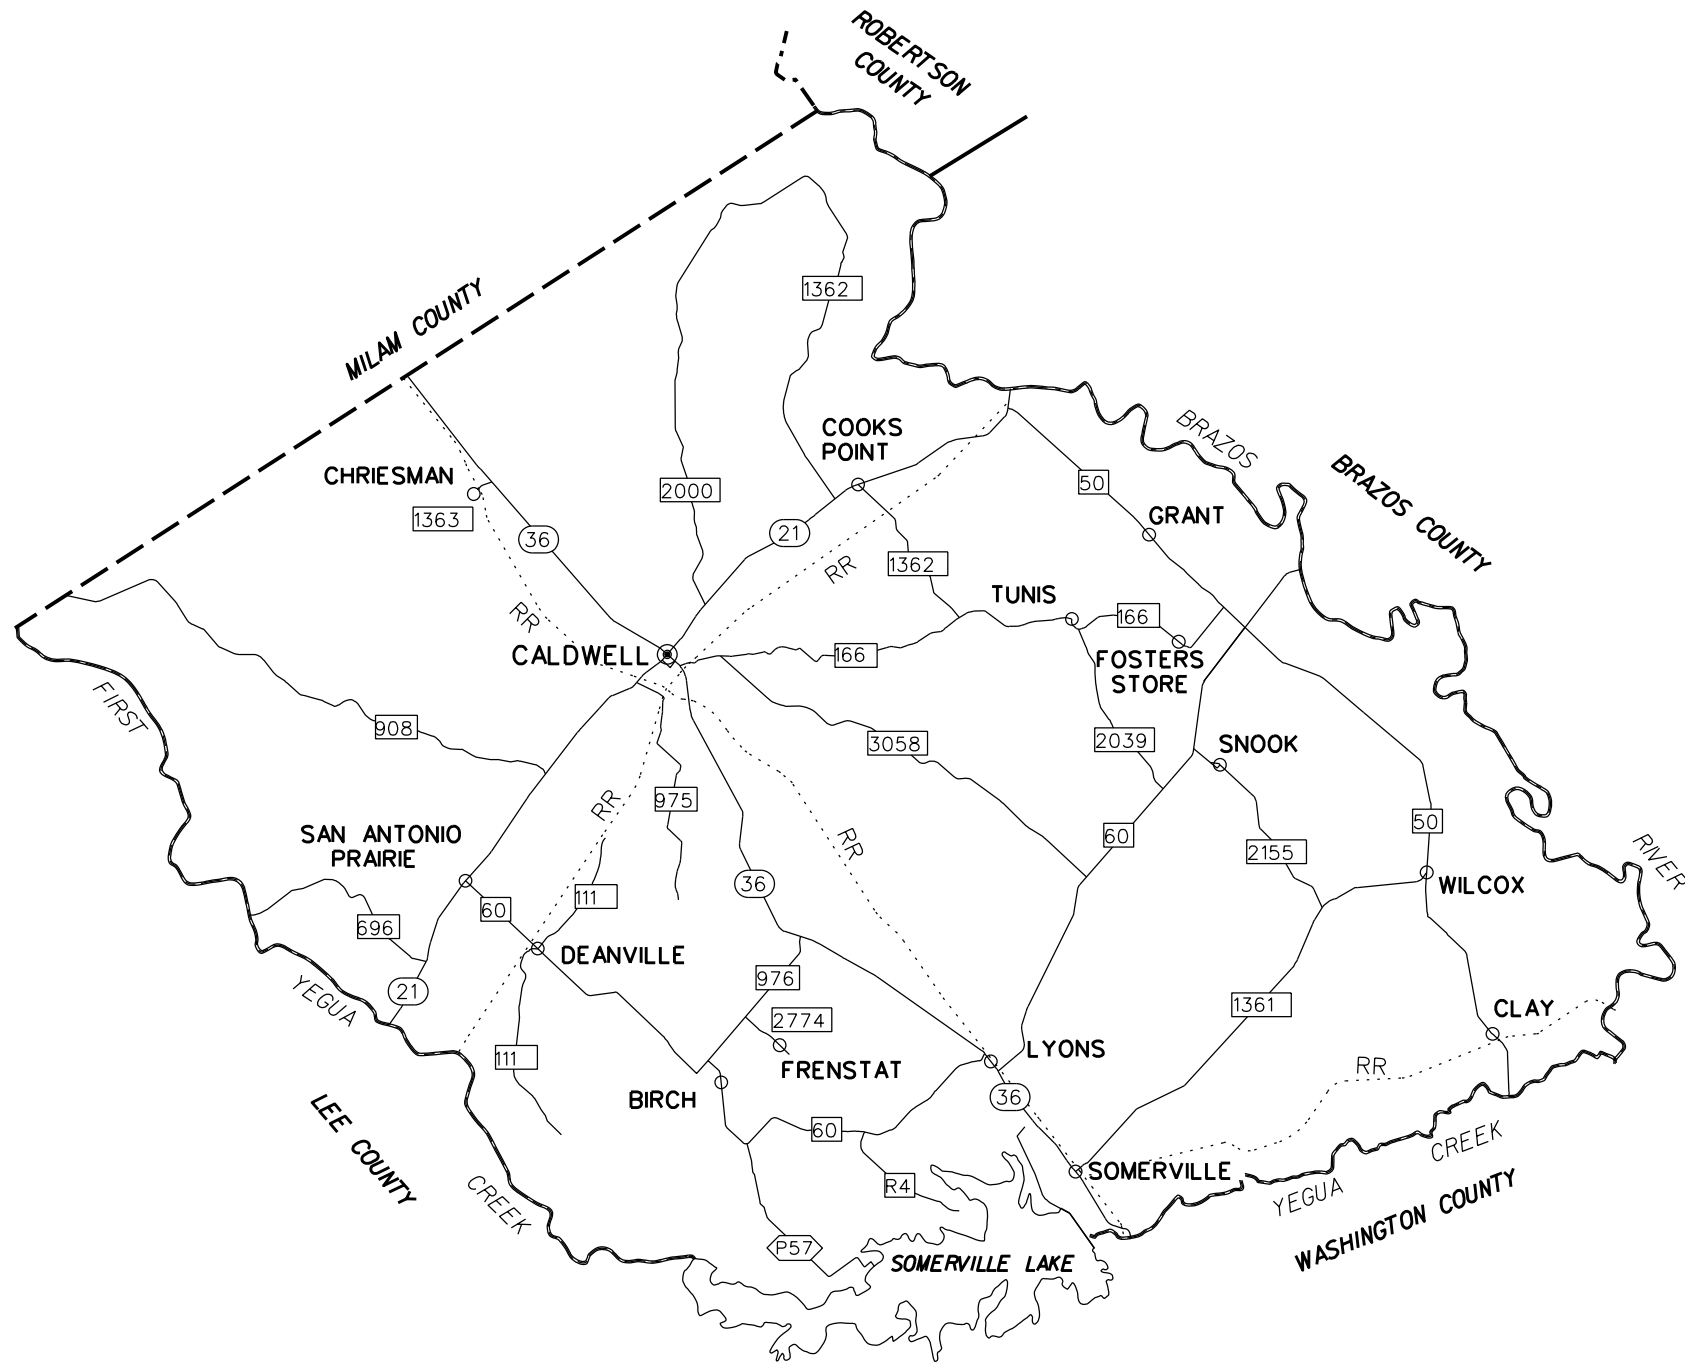 ROBERTSON
COUNTY
MILAM COUNTY
1362
COOKS
POINT
BRAZOS
CHRIESMAN
1363
2000
50
BRAZOS COUNTY
GRANT
36
21
1362
RR
TUNIS
166
RR
CALDWELL
166
FOSTERS
STORE
FIRST
908
3058
2039
SNOOK
975
RR
SAN ANTONIO
PRAIRIE
RR
60
50
2155
RIVER
36
WILCOX
60
111
696
DEANVILLE
976
21
YEGUA
1361
2774
CLAY
111
FRENSTAT
LYONS
RR
BIRCH
36
60
LEE COUNTY
CREEK
SOMERVILLE
R4
CREEK
YEGUA
WASHINGTON COUNTY
P57
SOMERVILLE LAKE